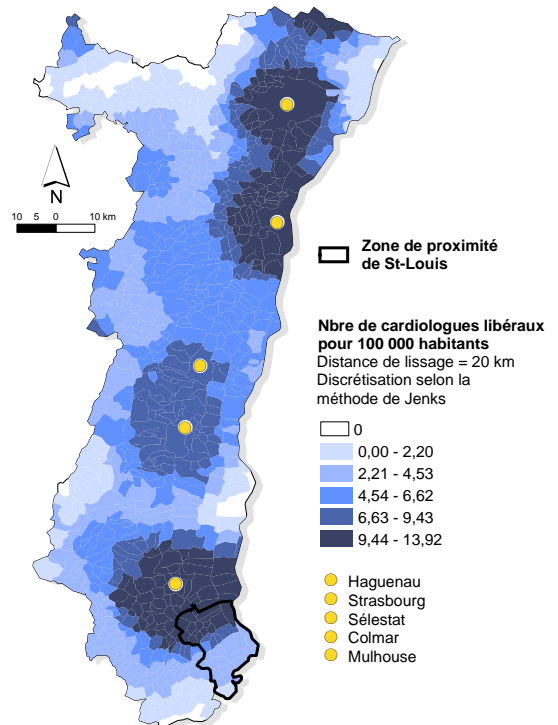 N
10 5 0 10 km
Zone de proximité
de St-Louis
Nbre de cardiologues libéraux
pour 100 000 habitants
Distance de lissage = 20 km
Discrétisation selon la
méthode de Jenks
0
0,00 - 2,20
2,21 - 4,53
4,54 - 6,62
6,63 - 9,43
9,44 - 13,92
Haguenau
Strasbourg
Sélestat
Colmar
Mulhouse